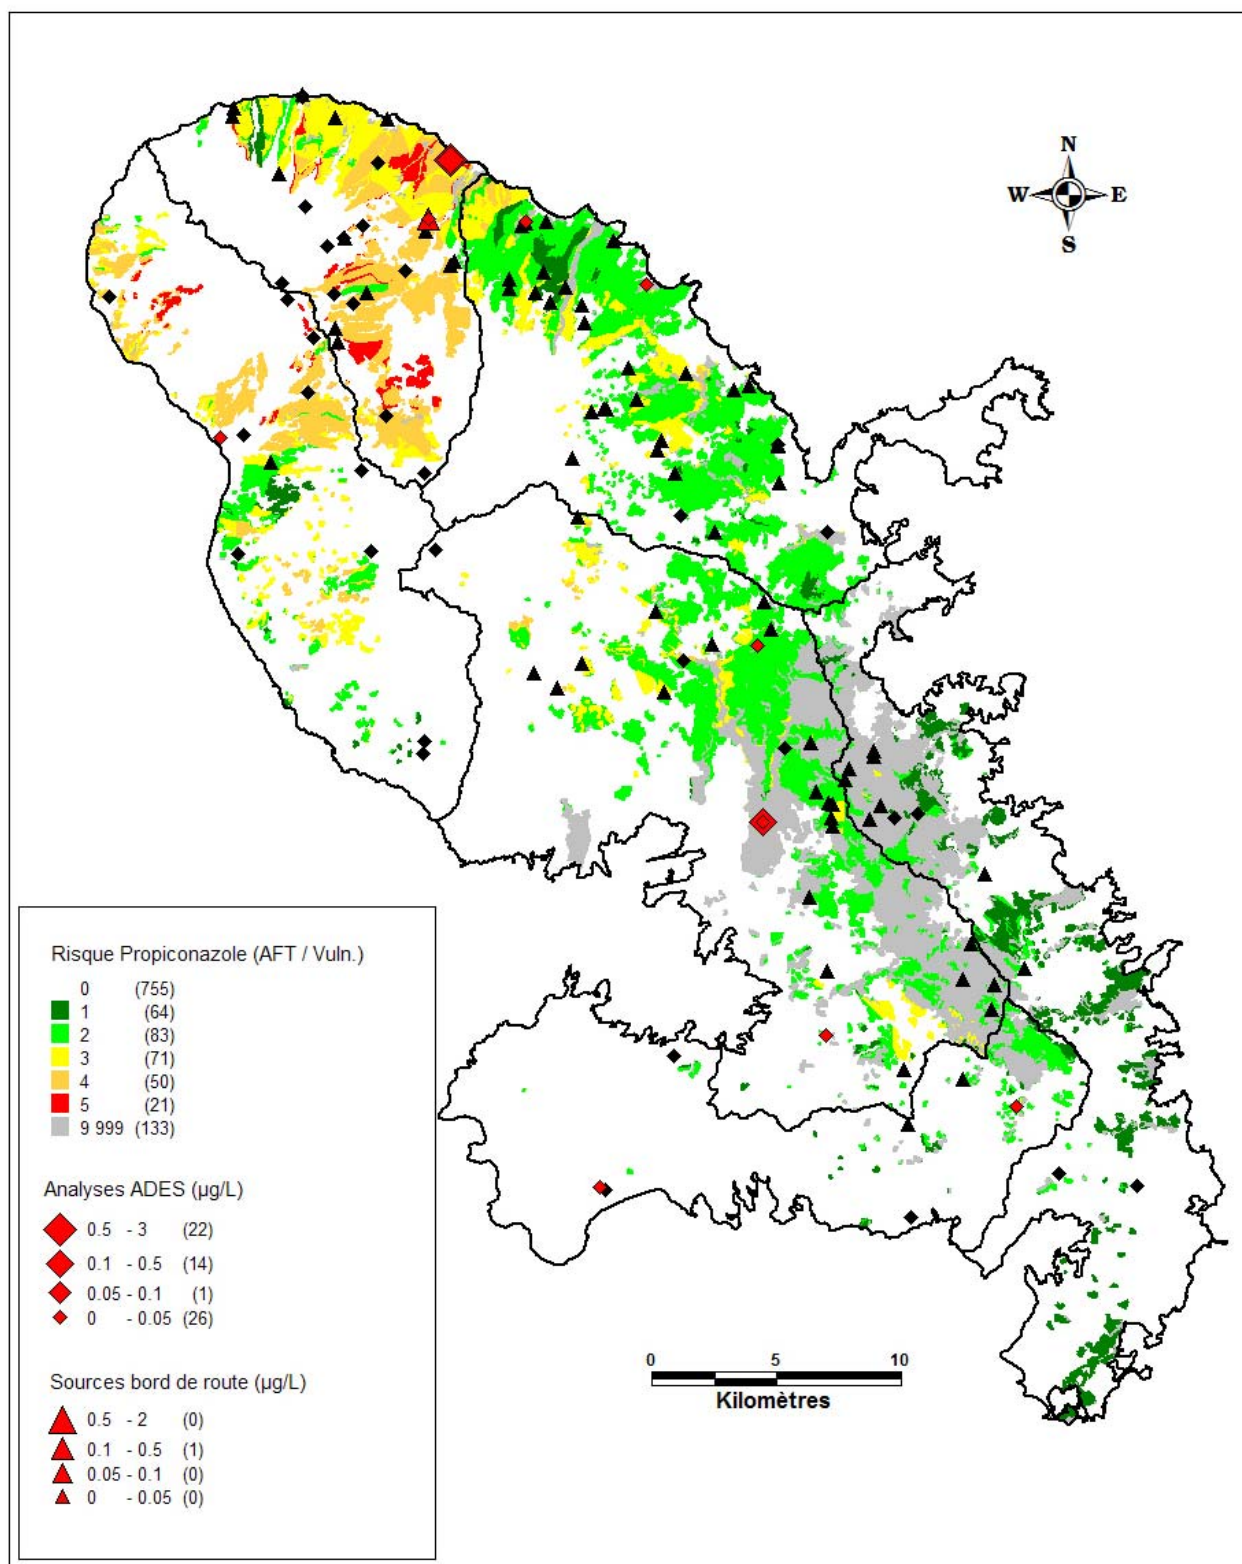 N
W E
S
0 5 10
Kilomètres
Risque Propiconazole (AFT / Vuln.)
0 (755)
1 (64)
2 (83)
3 (71)
4 (50)
5 (21)
9 999 (133)
Analyses ADES (µg/L)
0.5 - 3 (22)
0.1 - 0.5 (14)
0.05 - 0.1 (1)
0 - 0.05 (26)
Sources bord de route (µg/L)
0.5 - 2 (0)
0.1 - 0.5 (1)
0.05 - 0.1 (0)
0 - 0.05 (0)